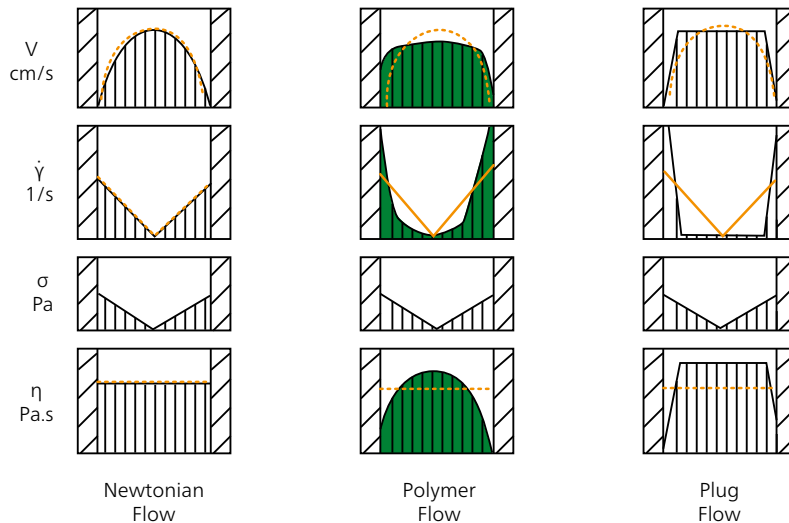 V
cm/s
γ̇
1/s
σ
Pa
η
Pa.s
Newtonian
Flow
Polymer
Flow
Plug
Flow